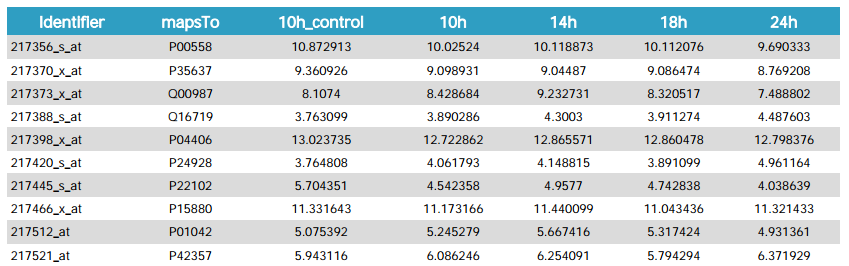 Identifier mapsTo 10h_control 10h 14h 18h 24h
217356_s_at P00558 10.872913 10.02524 10.118873 10.112076 9.690333
217370_x_at P35637 9.360926 9.098931 9.04487 9.086474 8.769208
217373_x_at Q00987 8.1074 8.428684 9.232731 8.320517 7.488802
217388_s_at Q16719 3.763099 3.890286 4.3003 3.911274 4.487603
217398_x_at P04406 13.023735 12.722862 12.865571 12.860478 12.798376
217420_s_at P24928 3.764808 4.061793 4.148815 3.891099 4.961164
217445_s_at P22102 5.704351 4.542358 4.9577 4.742838 4.038639
217466_x_at P15880 11.331643 11.173166 11.440099 11.043436 11.321433
217512_at P01042 5.075392 5.245279 5.667416 5.317424 4.931361
217521_at P42357 5.943116 6.086246 6.254091 5.794294 6.371929